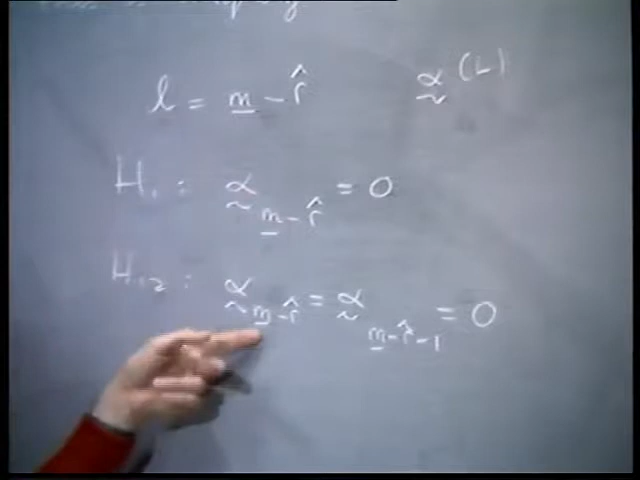 l = m - r̂   α^(L)
H₁ : α_{m-r̂} = 0
H₁₂ : α_{m-r̂} = α_{m-r̂-1} = 0